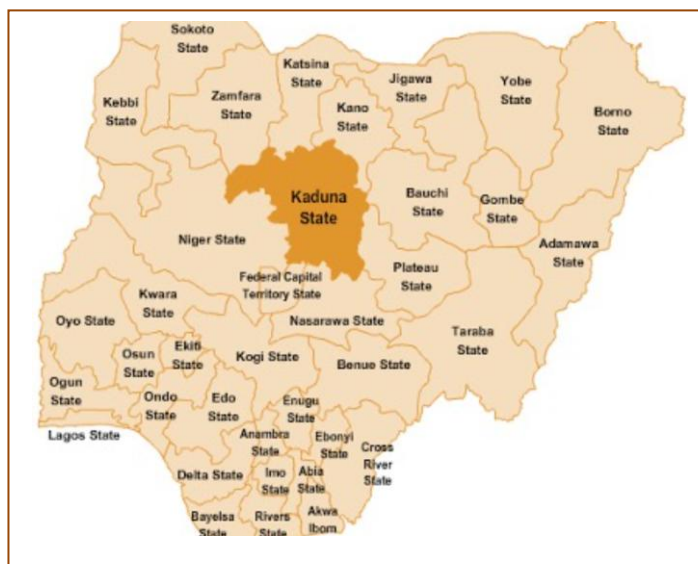 Sokoto
State
Katsina
State
Jigawa
State
Yobe
State
Kebbi
State
Zamfara
State
Kano
State
Borno
State
Kaduna
State
Bauchi
State
Gombe
State
Niger State
Adamawa
State
Federal Capital
Territory State
Plateau
State
Kwara
State
Oyo State
Nasarawa State
Taraba
State
Osun
State
Ekiti
State
Kogi State
Benue State
Ogun
State
Ondo
State
Edo
State
Enugu
State
Lagos State
Anambra
State
Ebonyi
State
Cross
River
State
Delta State
Imo
State
Abia
State
Bayelsa
State
Rivers
State
Akwa
Ibom